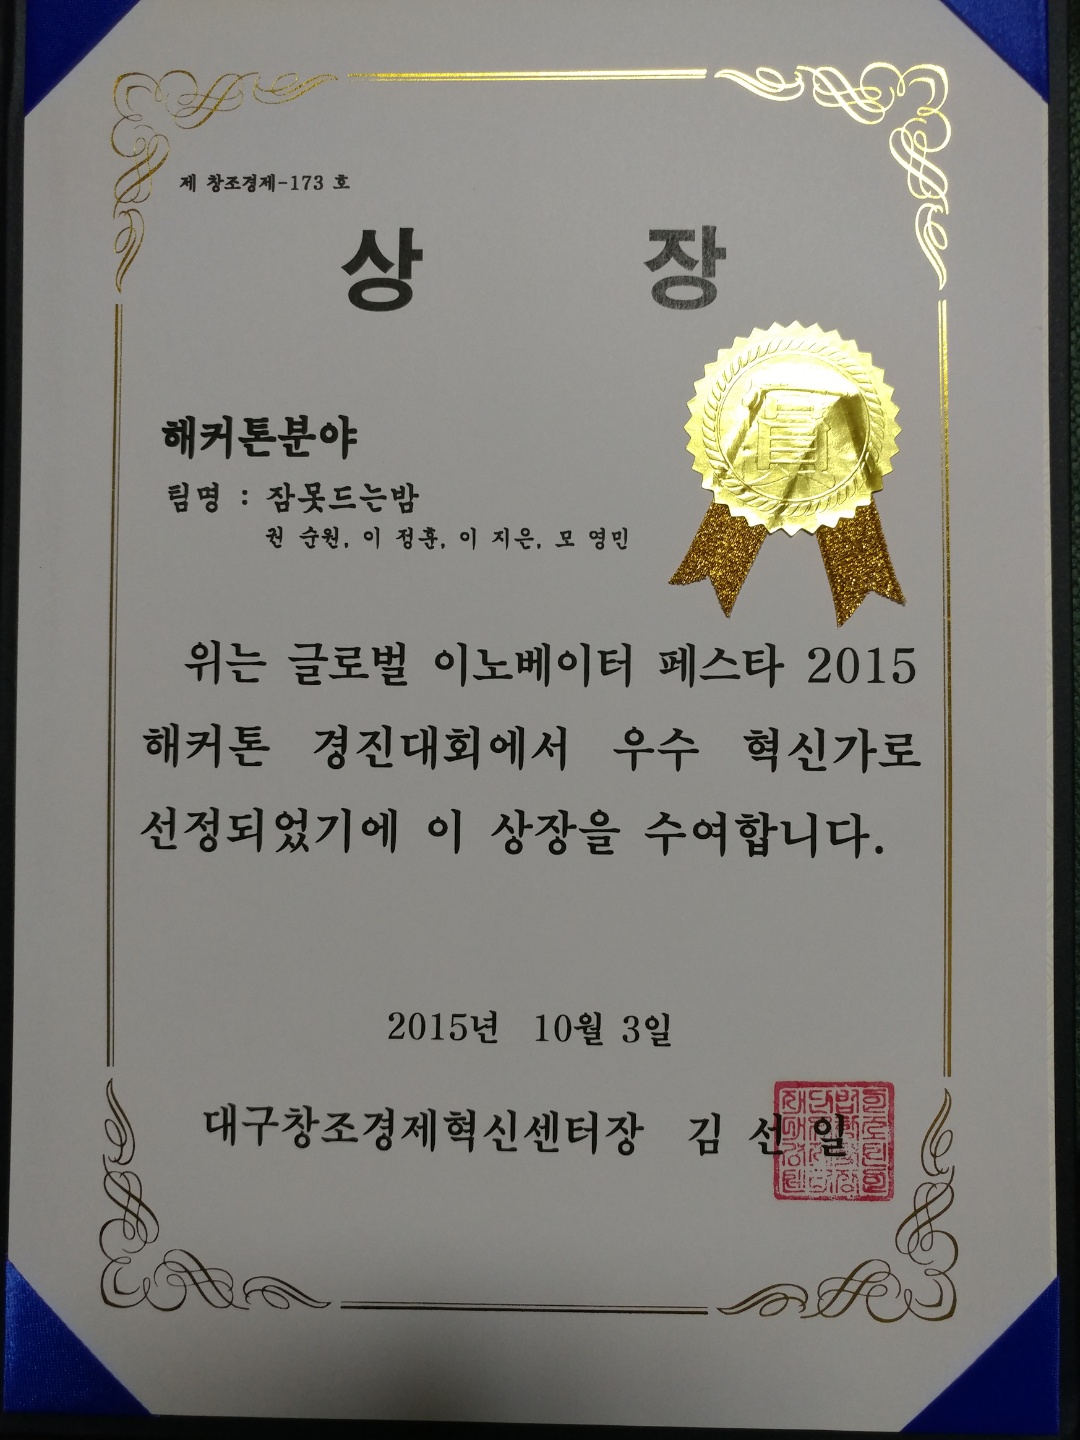 제 창조경제-173 호
상 장
해커톤분야
팀명 : 잠못드는밤
권 순원, 이 정훈, 이 지은, 모 영민
위는 글로벌 이노베이터 페스타 2015
해커톤 경진대회에서 우수 혁신가로
선정되었기에 이 상장을 수여합니다.
2015년 10월 3일
대구창조경제혁신센터장 김 선 일